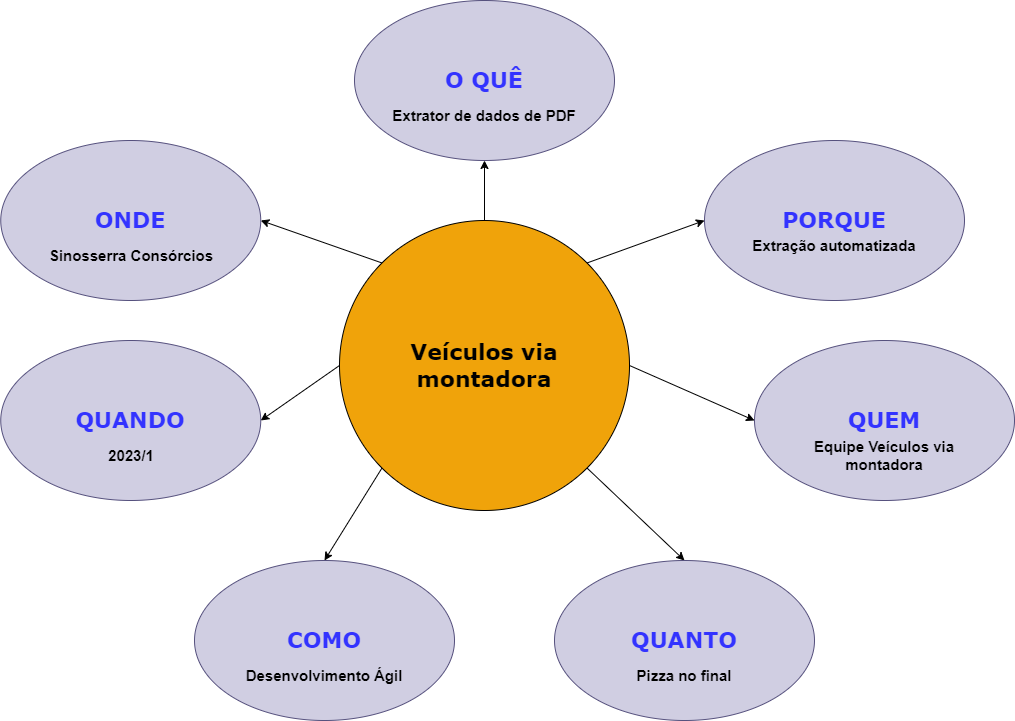 O QUÊ
Extrator de dados de PDF
ONDE
Sinosserra Consórcios
PORQUE
Extração automatizada
Veículos via
montadora
QUANDO
2023/1
QUEM
Equipe Veículos via
montadora
COMO
Desenvolvimento Ágil
QUANTO
Pizza no final